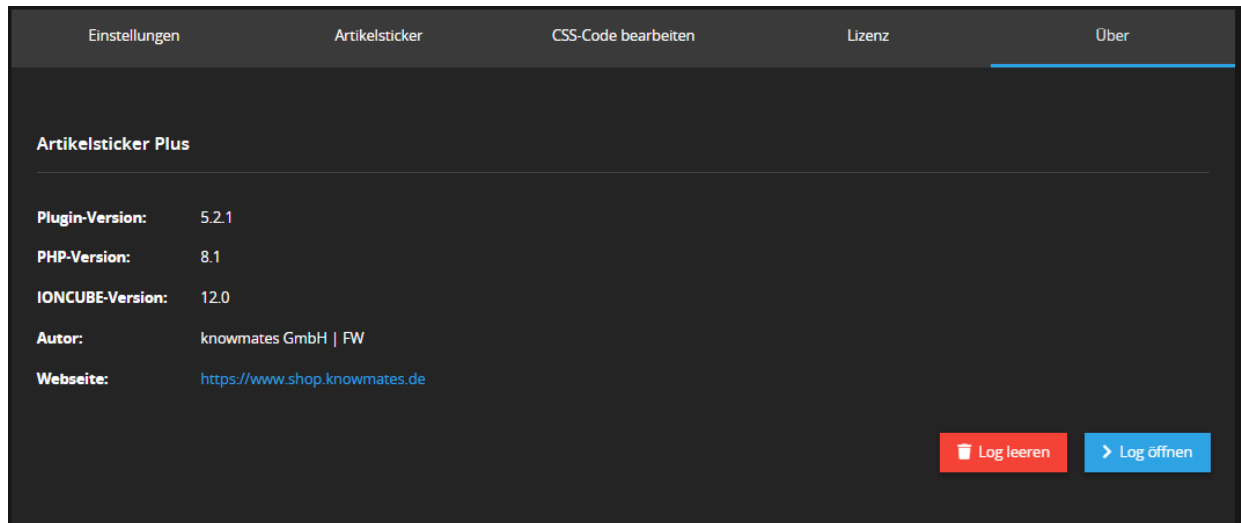 Einstellungen Artikelsticker CSS-Code bearbeiten Lizenz Über
Artikelsticker Plus
Plugin-Version: 5.2.1
PHP-Version: 8.1
IONCUBE-Version: 12.0
Autor: knowmates GmbH | FW
Webseite: https://www.shop.knowmates.de
Log leeren Log öffnen